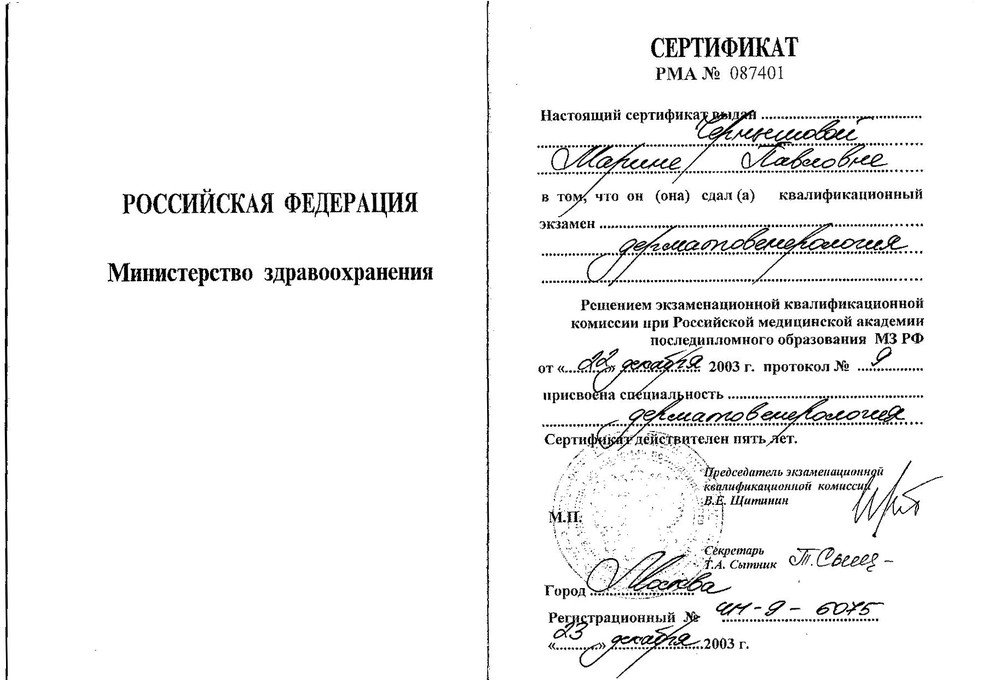 РОССИЙСКАЯ ФЕДЕРАЦИЯ
Министерство здравоохранения
СЕРТИФИКАТ
РМА № 087401
Настоящий сертификат выдан
Чернышовой
Марине Павловне
в том, что он (она) сдал (а) квалификационный
экзамен
дерматовенерология
Решением экзаменационной квалификационной
комиссии при Российской медицинской академии
последипломного образования МЗ РФ
от «22» декабря 2003 г. протокол № 9
присвоена специальность
дерматовенерология
Сертификат действителен пять лет.
Председатель экзаменационной
квалификационной комиссии
В.Е. Щитинин
М.П.
Секретарь
Т.А. Сытник
Город Москва
Регистрационный № ЧН-9-6075
«23» декабря 2003 г.